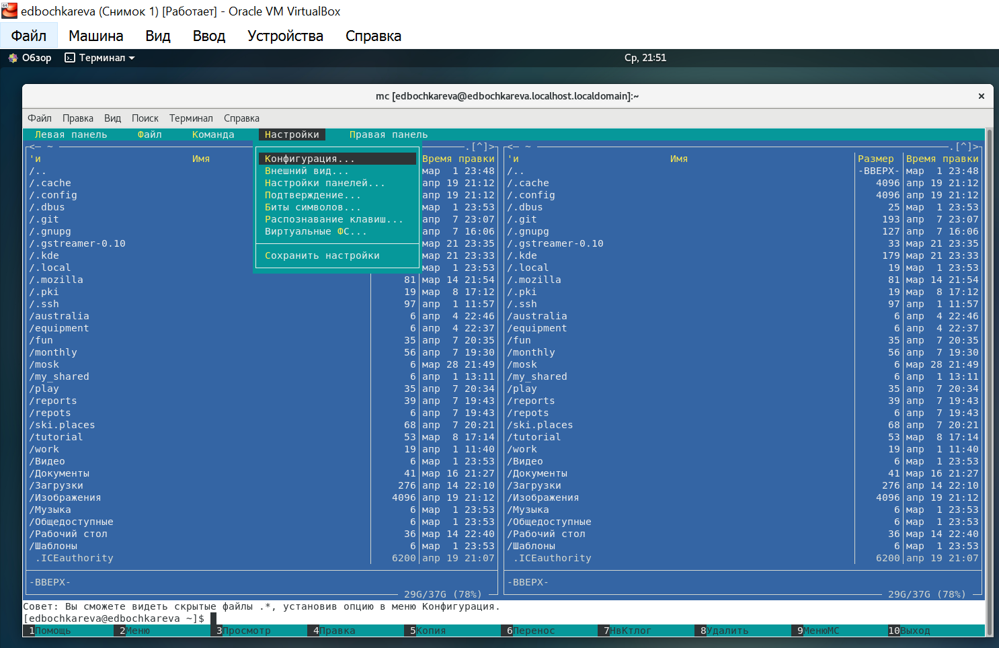 edbochkareva (Снимок 1) [Работает] - Oracle VM VirtualBox
Файл Машина Вид Ввод Устройства Справка
Обзор Терминал Ср, 21:51
mc [edbochkareva@edbochkareva.localhost.localdomain]:~ ×
Файл Правка Вид Поиск Терминал Справка
Левая панель Файл Команда Настройки Правая панель
<─ ~ .[^]> <─ ~ .[^]>
'и Имя Время правки 'и Имя Размер Время правки
Конфигурация...
Внешний вид...
Настройки панелей...
Подтверждение...
Биты символов...
Распознавание клавиш...
Виртуальные ФС...
Сохранить настройки
/.. мар 1 23:48 /.. -ВВЕРХ- мар 1 23:48
/.cache апр 19 21:12 /.cache 4096 апр 19 21:12
/.config апр 19 21:12 /.config 4096 апр 19 21:12
/.dbus мар 1 23:53 /.dbus 25 мар 1 23:53
/.git апр 7 23:07 /.git 193 апр 7 23:07
/.gnupg апр 7 16:06 /.gnupg 127 апр 7 16:06
/.gstreamer-0.10 мар 21 23:35 /.gstreamer-0.10 33 мар 21 23:35
/.kde мар 21 23:33 /.kde 179 мар 21 23:33
/.local мар 1 23:53 /.local 19 мар 1 23:53
/.mozilla 81 мар 14 21:54 /.mozilla 81 мар 14 21:54
/.pki 19 мар 8 17:12 /.pki 19 мар 8 17:12
/.ssh 97 апр 1 11:57 /.ssh 97 апр 1 11:57
/australia 6 апр 4 22:46 /australia 6 апр 4 22:46
/equipment 6 апр 4 22:37 /equipment 6 апр 4 22:37
/fun 35 апр 7 20:35 /fun 35 апр 7 20:35
/monthly 56 апр 7 19:30 /monthly 56 апр 7 19:30
/mosk 6 мар 28 21:49 /mosk 6 мар 28 21:49
/my_shared 6 апр 1 13:11 /my_shared 6 апр 1 13:11
/play 35 апр 7 20:34 /play 35 апр 7 20:34
/reports 39 апр 7 19:43 /reports 39 апр 7 19:43
/repots 6 апр 7 19:43 /repots 6 апр 7 19:43
/ski.places 68 апр 7 20:21 /ski.places 68 апр 7 20:21
/tutorial 53 мар 8 17:14 /tutorial 53 мар 8 17:14
/work 19 апр 1 11:40 /work 19 апр 1 11:40
/Видео 6 мар 1 23:53 /Видео 6 мар 1 23:53
/Документы 41 мар 16 21:27 /Документы 41 мар 16 21:27
/Загрузки 276 апр 14 22:10 /Загрузки 276 апр 14 22:10
/Изображения 4096 апр 19 21:12 /Изображения 4096 апр 19 21:12
/Музыка 6 мар 1 23:53 /Музыка 6 мар 1 23:53
/Общедоступные 6 мар 1 23:53 /Общедоступные 6 мар 1 23:53
/Рабочий стол 36 мар 14 22:40 /Рабочий стол 36 мар 14 22:40
/Шаблоны 6 мар 1 23:53 /Шаблоны 6 мар 1 23:53
.ICEauthority 6200 апр 19 21:07 .ICEauthority 6200 апр 19 21:07
-ВВЕРХ- -ВВЕРХ-
29G/37G (78%) 29G/37G (78%)
Совет: Вы сможете видеть скрытые файлы .*, установив опцию в меню Конфигурация.
[edbochkareva@edbochkareva ~]$
1Помощь 2Меню 3Просмотр 4Правка 5Копия 6Перенос 7НвКтлог 8Удалить 9МенюМС 10Выход